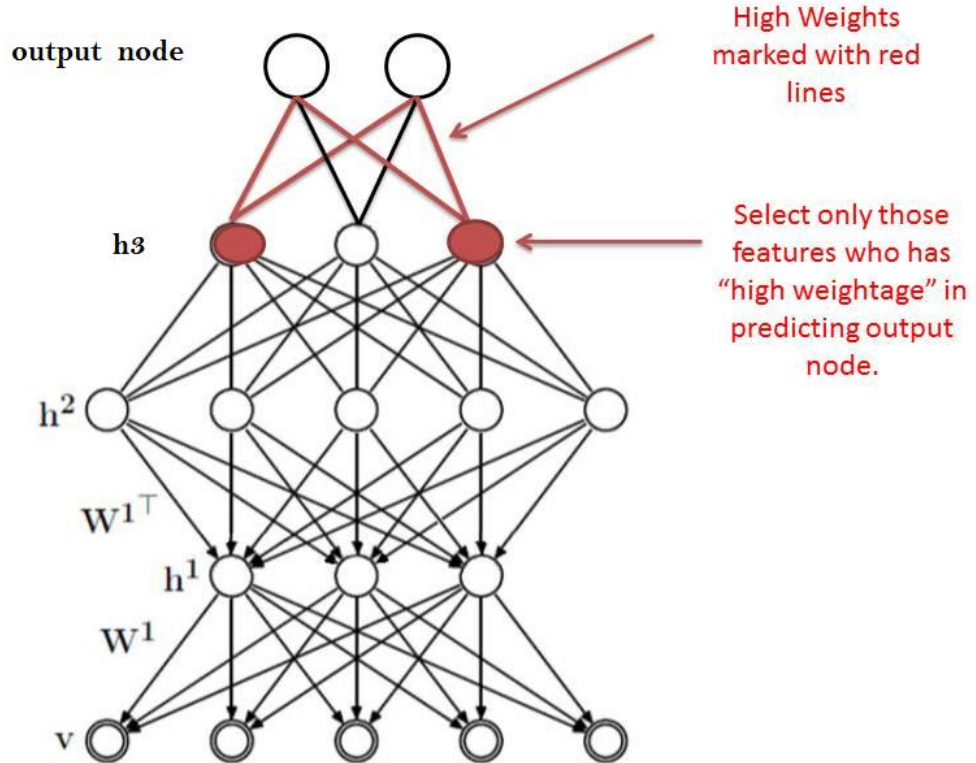 output node
High Weights
marked with red
lines
h3
Select only those
features who has
“high weightage” in
predicting output
node.
h²
W¹ᵀ
h¹
W¹
v